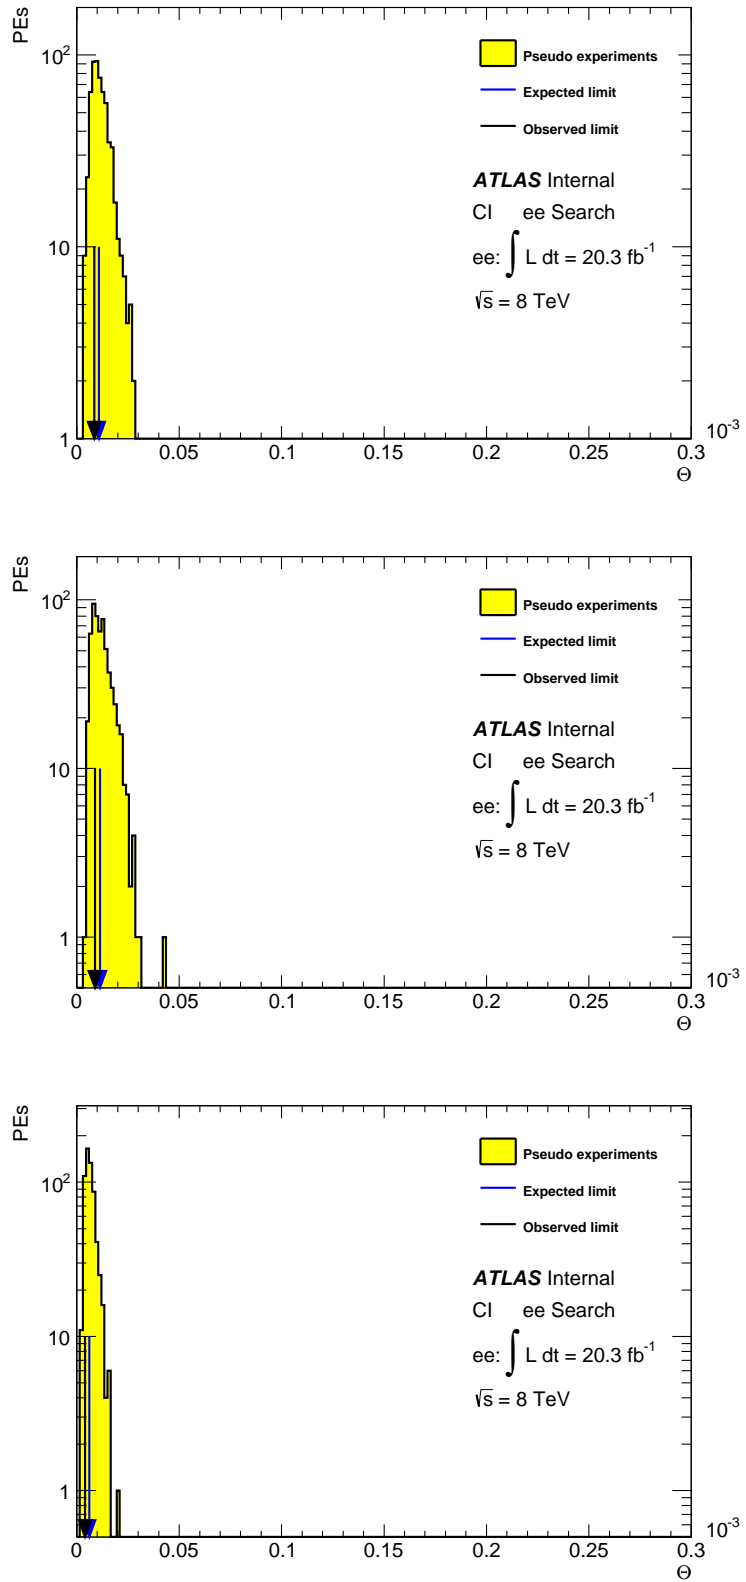 PEs
10²
10
1
Pseudo experiments
Expected limit
Observed limit
ATLAS Internal
CI ee Search
ee: ∫ L dt = 20.3 fb⁻¹
√s = 8 TeV
10⁻³
0 0.05 0.1 0.15 0.2 0.25 0.3
Θ
PEs
10²
10
1
Pseudo experiments
Expected limit
Observed limit
ATLAS Internal
CI ee Search
ee: ∫ L dt = 20.3 fb⁻¹
√s = 8 TeV
10⁻³
0 0.05 0.1 0.15 0.2 0.25 0.3
Θ
PEs
10²
10
1
Pseudo experiments
Expected limit
Observed limit
ATLAS Internal
CI ee Search
ee: ∫ L dt = 20.3 fb⁻¹
√s = 8 TeV
10⁻³
0 0.05 0.1 0.15 0.2 0.25 0.3
Θ